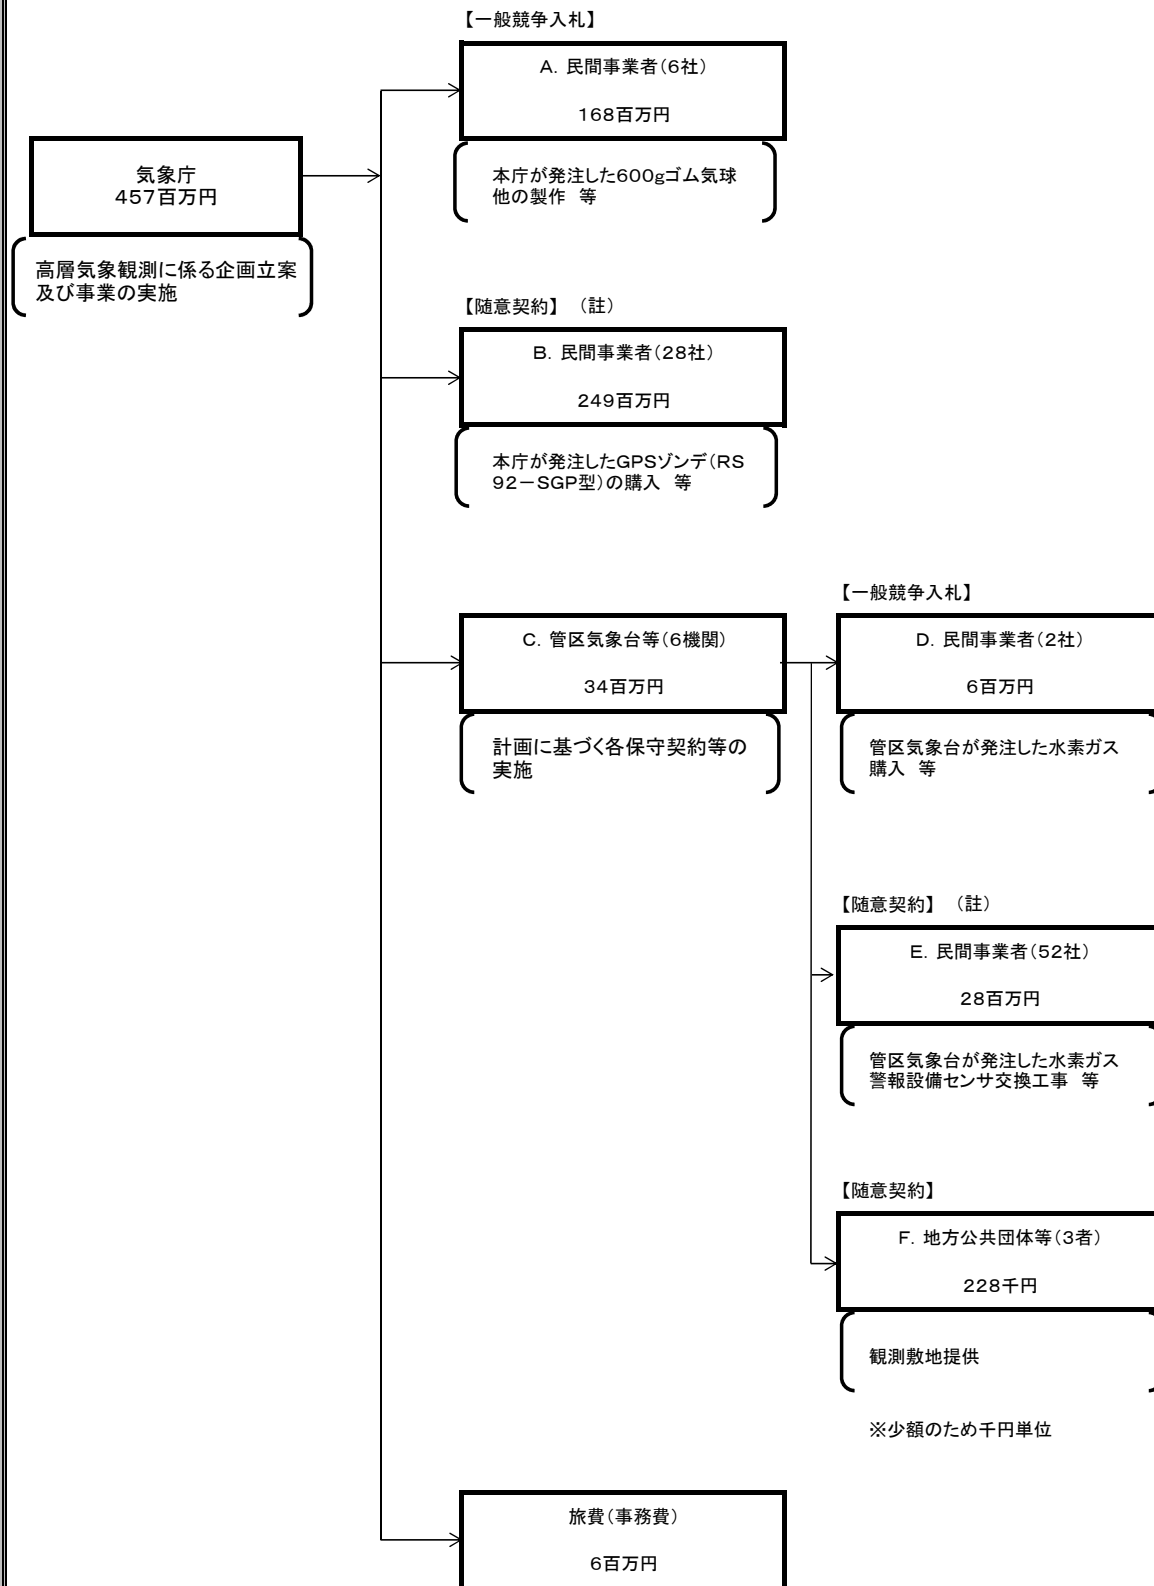 【一般競争入札】
A．民間事業者（6社）
168百万円
気象庁
457百万円
本庁が発注した600gゴム気球
他の製作　等
高層気象観測に係る企画立案
及び事業の実施
【随意契約】　（註）
B．民間事業者（28社）
249百万円
本庁が発注したGPSゾンデ（RS
92－SGP型）の購入　等
【一般競争入札】
C．管区気象台等（6機関）
34百万円
D．民間事業者（2社）
6百万円
計画に基づく各保守契約等の
実施
管区気象台が発注した水素ガス
購入　等
【随意契約】　（註）
E．民間事業者（52社）
28百万円
管区気象台が発注した水素ガス
警報設備センサ交換工事　等
【随意契約】
F．地方公共団体等（3者）
228千円
観測敷地提供
※少額のため千円単位
旅費（事務費）
6百万円